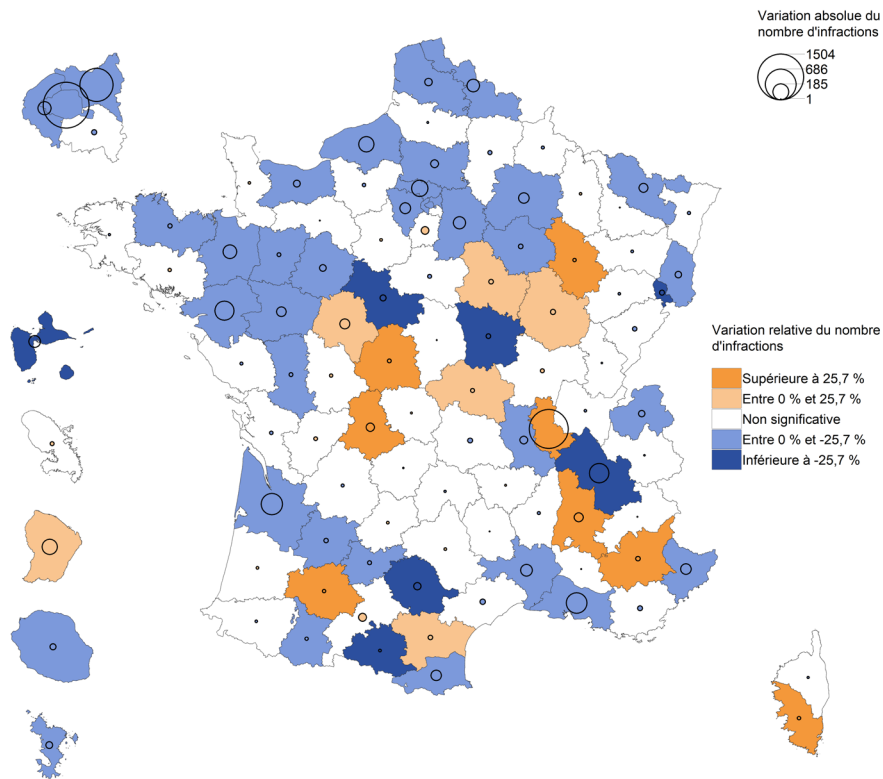 Variation absolue du
nombre d'infractions
1504
686
185
1
Variation relative du nombre
d'infractions
Supérieure à 25,7 %
Entre 0 % et 25,7 %
Non significative
Entre 0 % et -25,7 %
Inférieure à -25,7 %